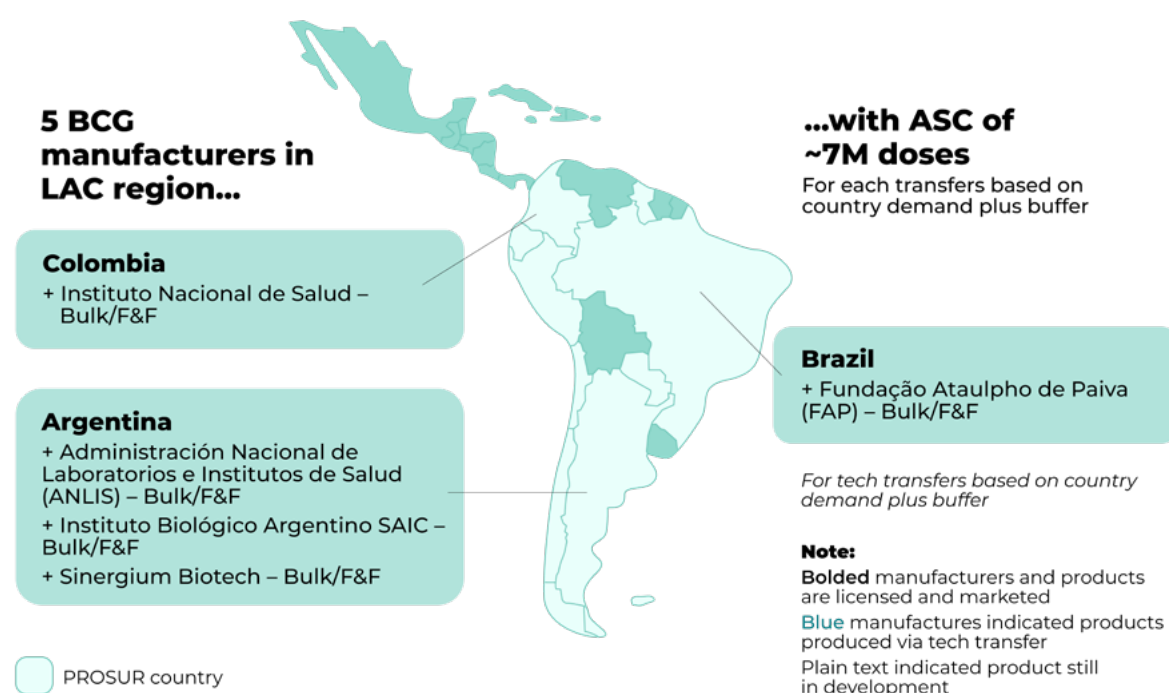 5 BCG
manufacturers in
LAC region...
Colombia
+ Instituto Nacional de Salud –
Bulk/F&F
Argentina
+ Administración Nacional de
Laboratorios e Institutos de Salud
(ANLIS) – Bulk/F&F
+ Instituto Biológico Argentino SAIC –
Bulk/F&F
+ Sinergium Biotech – Bulk/F&F
PROSUR country
...with ASC of
~7M doses
For each transfers based on
country demand plus buffer
Brazil
+ Fundação Ataulpho de Paiva
(FAP) – Bulk/F&F
For tech transfers based on country
demand plus buffer
Note:
Bolded manufacturers and products
are licensed and marketed
Blue manufactures indicated products
produced via tech transfer
Plain text indicated product still
in development